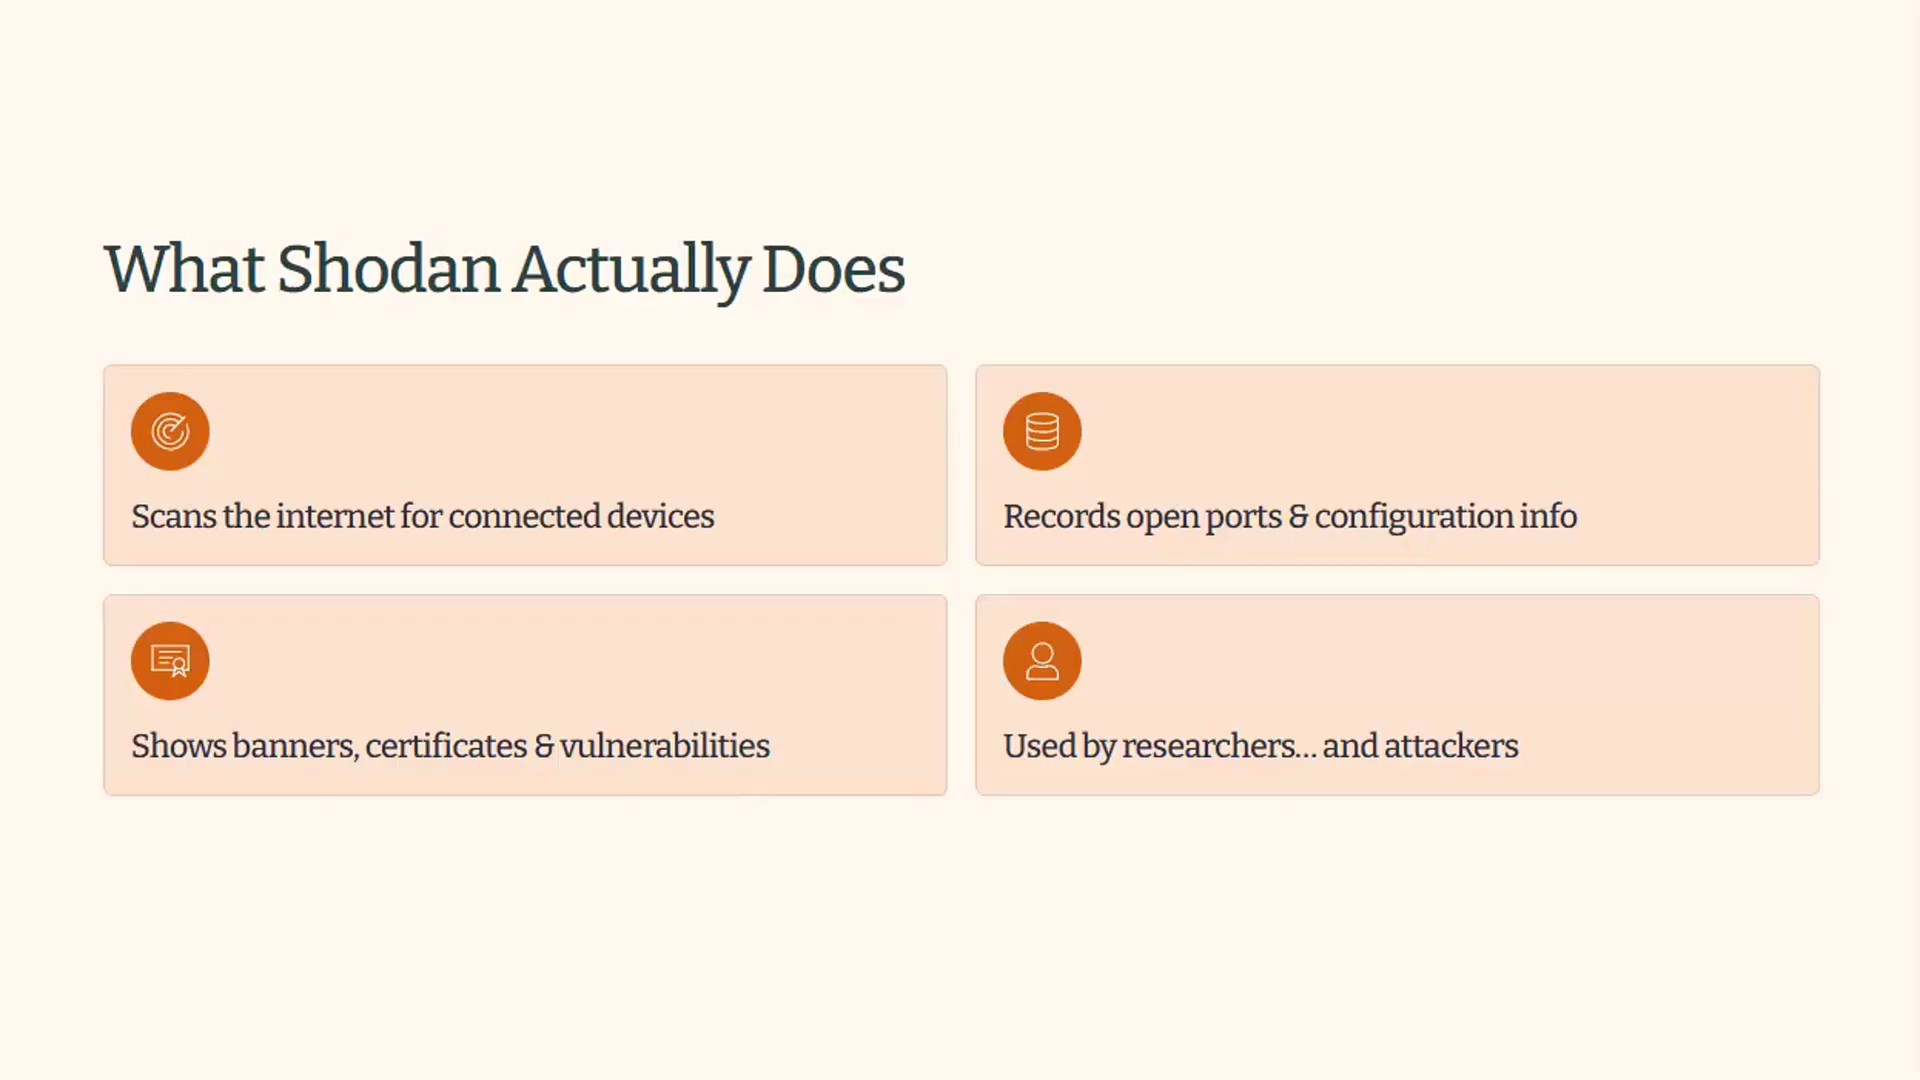 What Shodan Actually Does
Scans the internet for connected devices
Records open ports & configuration info
Shows banners, certificates & vulnerabilities
Used by researchers... and attackers